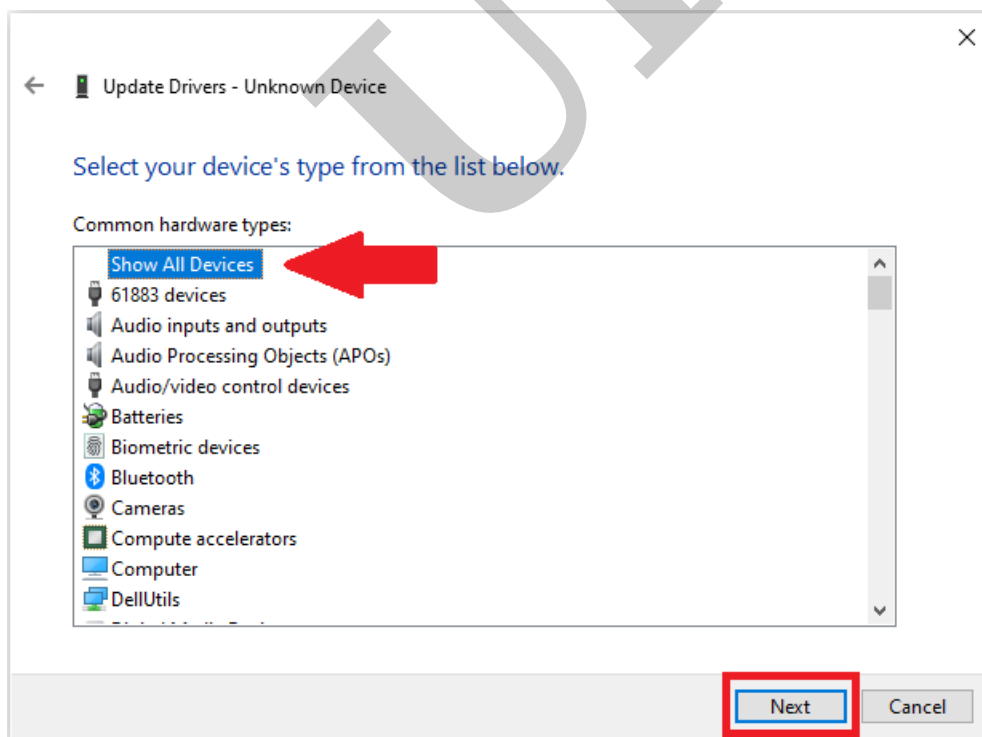 Update Drivers - Unknown Device
Select your device's type from the list below.
Common hardware types:
Show All Devices
61883 devices
Audio inputs and outputs
Audio Processing Objects (APOs)
Audio/video control devices
Batteries
Biometric devices
Bluetooth
Cameras
Compute accelerators
Computer
DellUtils
Next Cancel